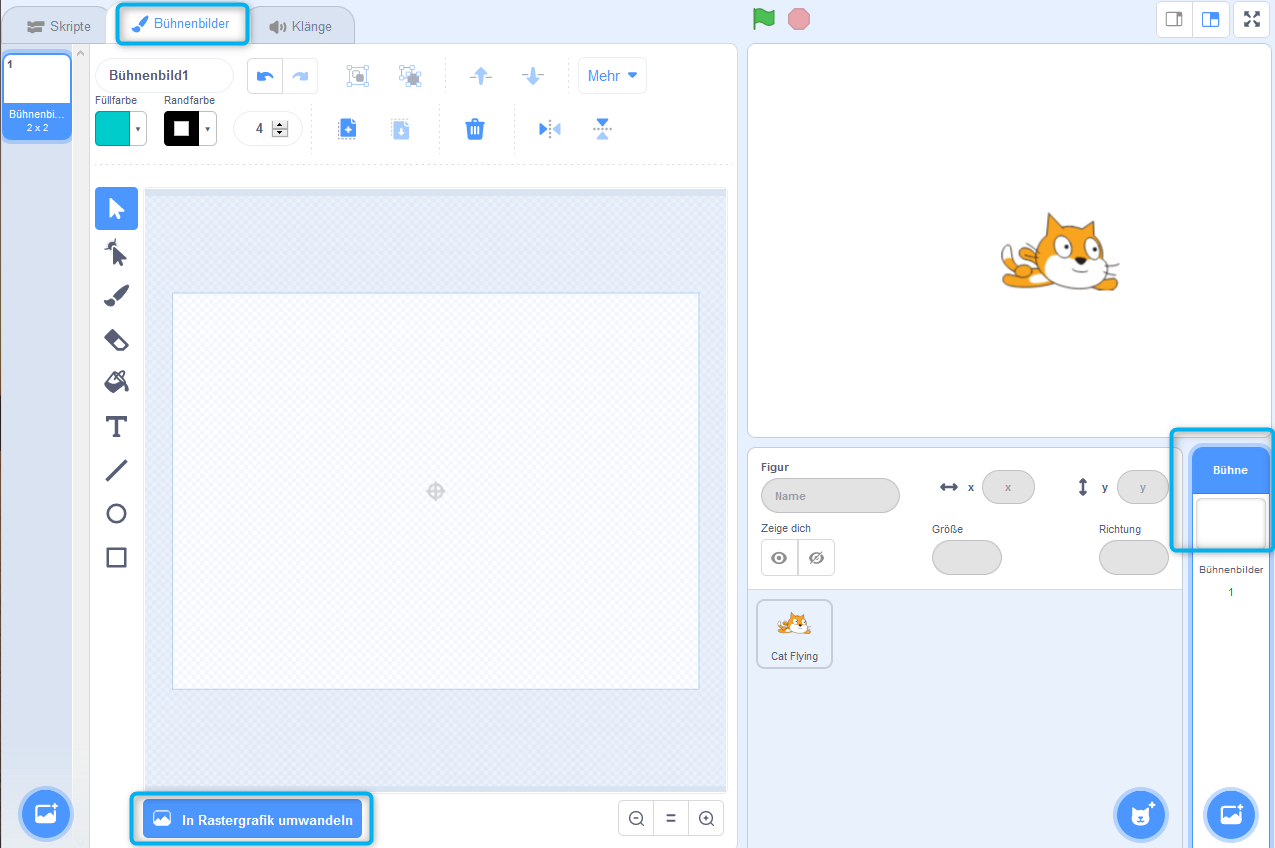 Skripte
Bühnenbilder
Klänge
1
Bühnenbi...
2 x 2
Bühnenbild1
Mehr
Füllfarbe
Randfarbe
4
In Rastergrafik umwandeln
Figur
Name
x
x
y
y
Zeige dich
Größe
Richtung
Cat Flying
Bühne
Bühnenbilder
1